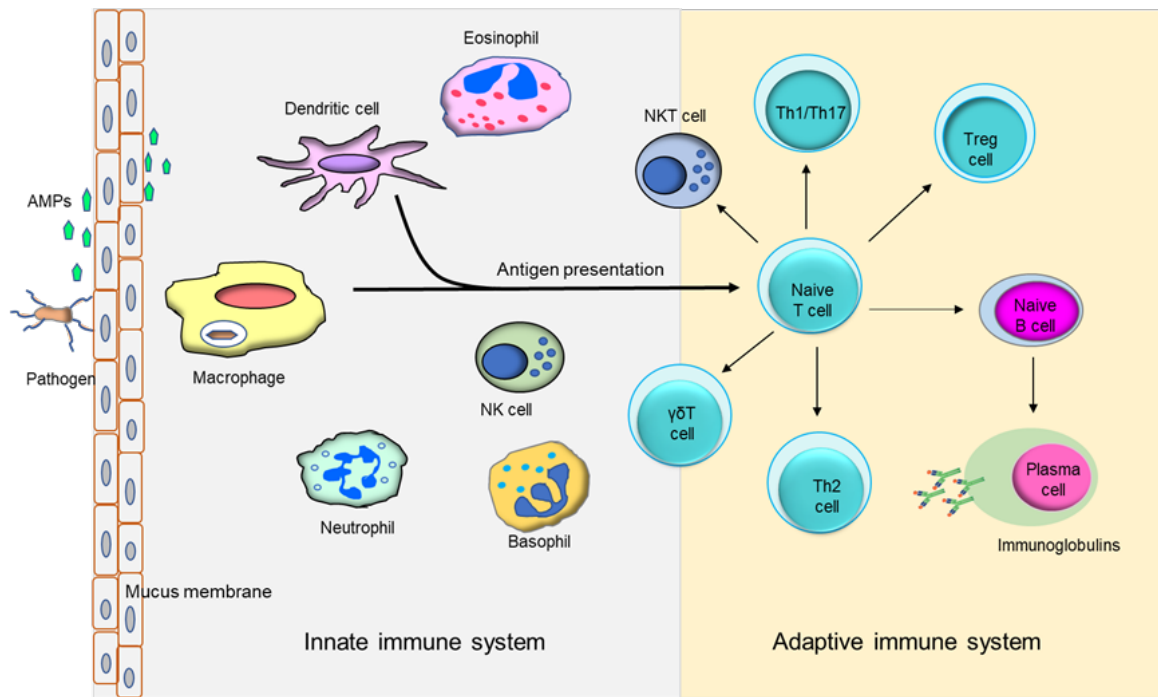 Eosinophil
Dendritic cell
NKT cell
Th1/Th17
Treg
cell
AMPs
Antigen presentation
Naive
T cell
Naive
B cell
Pathogen
Macrophage
NK cell
γδT
cell
Th2
cell
Plasma
cell
Neutrophil
Basophil
Immunoglobulins
Mucus membrane
Innate immune system
Adaptive immune system